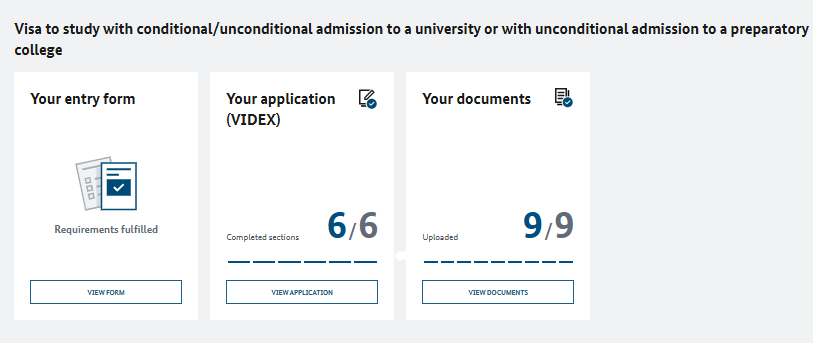 Visa to study with conditional/unconditional admission to a university or with unconditional admission to a preparatory
college
Your entry form
Requirements fulfilled
VIEW FORM
Your application
(VIDEX)
Completed sections 6/6
VIEW APPLICATION
Your documents
Uploaded 9/9
VIEW DOCUMENTS